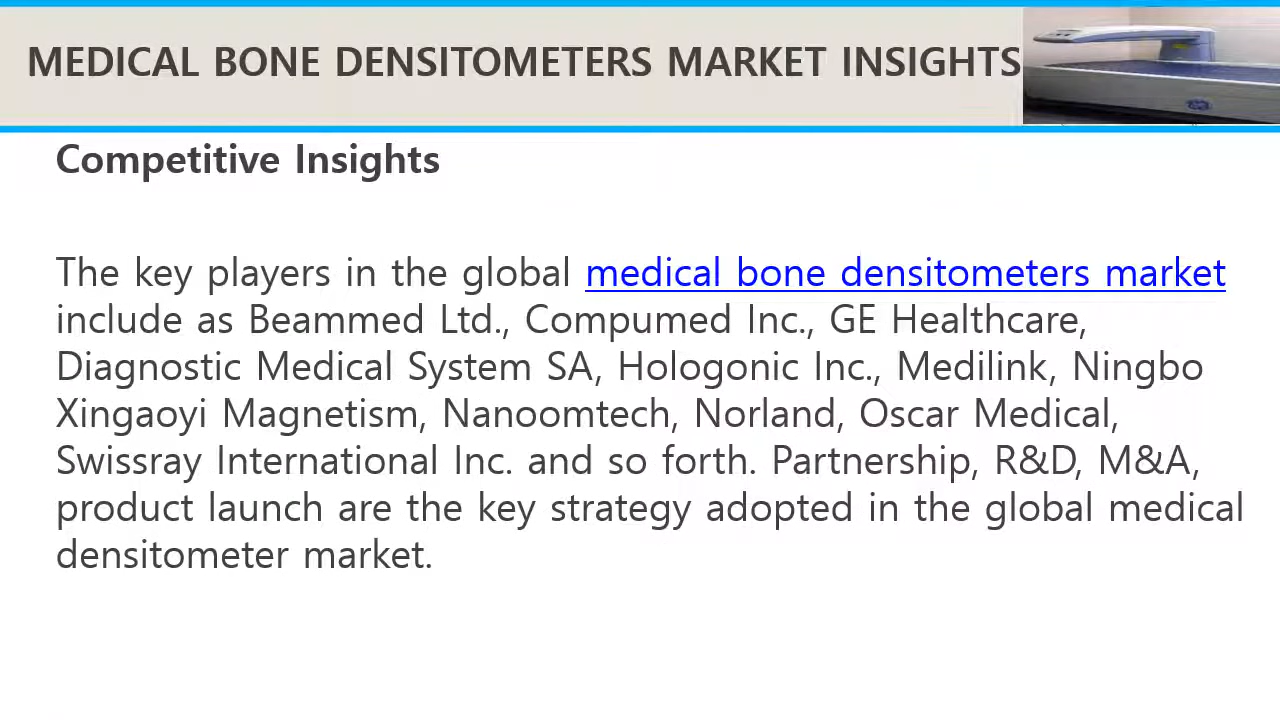 MEDICAL BONE DENSITOMETERS MARKET INSIGHTS
Competitive Insights
The key players in the global medical bone densitometers market
include as Beammed Ltd., Compumed Inc., GE Healthcare,
Diagnostic Medical System SA, Hologonic Inc., Medilink, Ningbo
Xingaoyi Magnetism, Nanoomtech, Norland, Oscar Medical,
Swissray International Inc. and so forth. Partnership, R&D, M&A,
product launch are the key strategy adopted in the global medical
densitometer market.